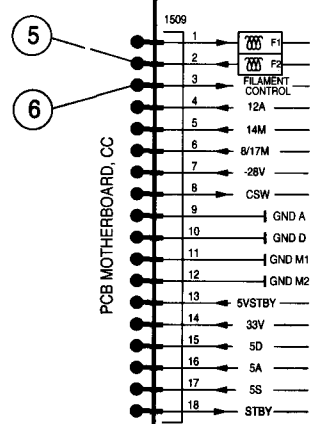 1509
5
6
PCB MOTHERBOARD, CC
1 F1
2 F2
3 FILAMENT CONTROL
4 12A
5 14M
6 8/17M
7 -28V
8 CSW
9 GND A
10 GND D
11 GND M1
12 GND M2
13 5VSTBY
14 33V
15 5D
16 5A
17 5S
18 STBY